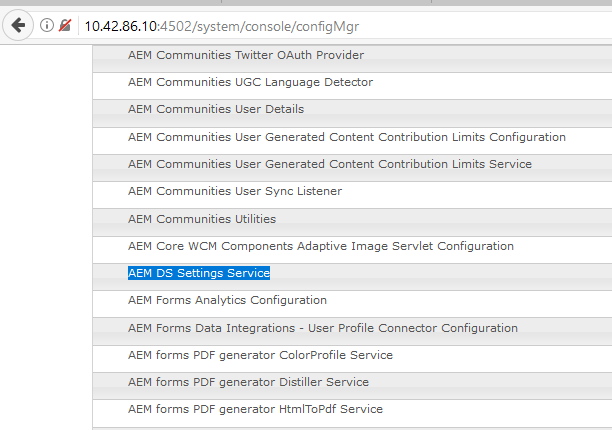 10.42.86.10:4502/system/console/configMgr
AEM Communities Twitter OAuth Provider
AEM Communities UGC Language Detector
AEM Communities User Details
AEM Communities User Generated Content Contribution Limits Configuration
AEM Communities User Generated Content Contribution Limits Service
AEM Communities User Sync Listener
AEM Communities Utilities
AEM Core WCM Components Adaptive Image Servlet Configuration
AEM DS Settings Service
AEM Forms Analytics Configuration
AEM Forms Data Integrations - User Profile Connector Configuration
AEM forms PDF generator ColorProfile Service
AEM forms PDF generator Distiller Service
AEM forms PDF generator HtmlToPdf Service